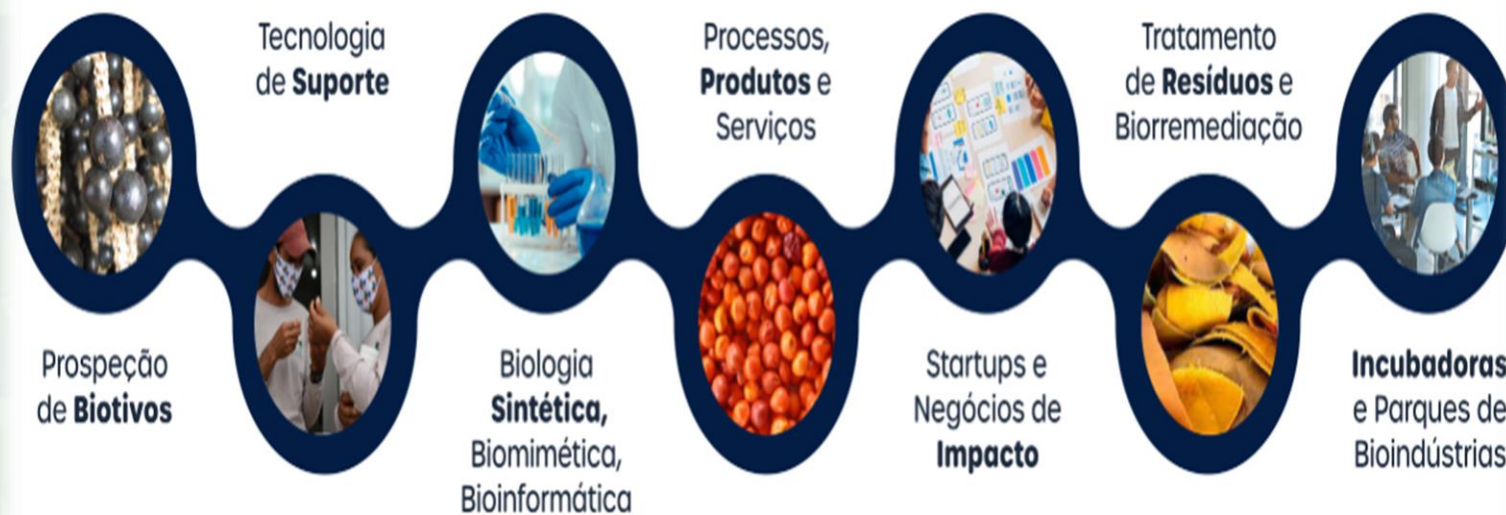 Prospeção
de Biotivos
Tecnologia
de Suporte
Biologia
Sintética,
Biomimética,
Bioinformática
Processos,
Produtos e
Serviços
Startups e
Negócios de
Impacto
Tratamento
de Resíduos e
Biorremediação
Incubadoras
e Parques de
Bioindústrias